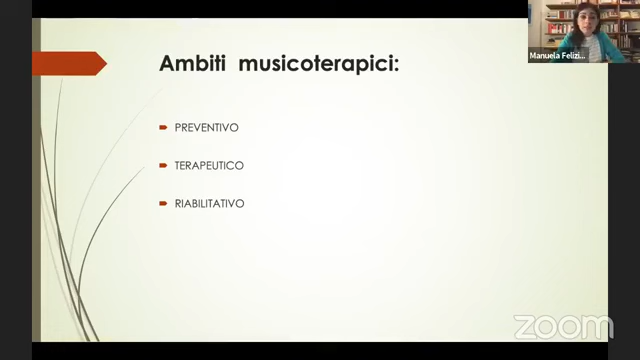 Ambiti musicoterapici:
PREVENTIVO
TERAPEUTICO
RIABILITATIVO
Manuela Felizi...
zoom